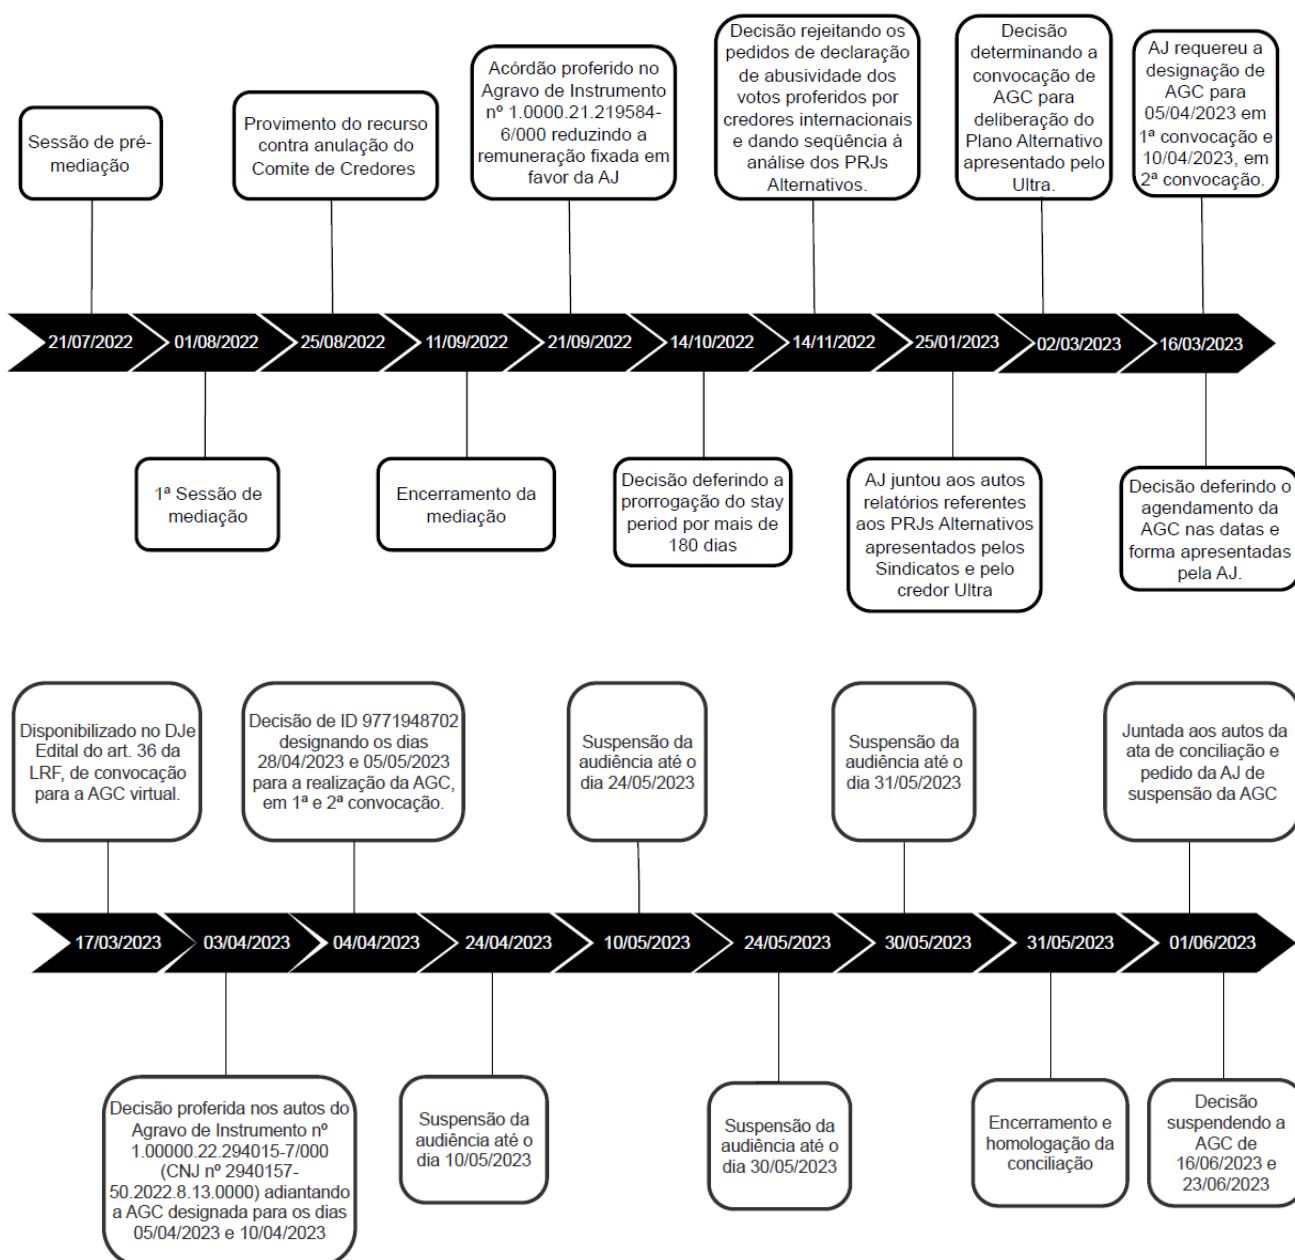 Sessão de pré-
mediação
Provimento do recurso
contra anulação do
Comite de Credores
Acórdão proferido no
Agravo de Instrumento
nº 1.0000.21.219584-
6/000 reduzindo a
remuneração fixada em
favor da AJ
Decisão rejeitando os
pedidos de declaração
de abusividade dos
votos proferidos por
credores internacionais
e dando seqüência à
análise dos PRJs
Alternativos.
Decisão
determinando a
convocação de
AGC para
deliberação do
Plano Alternativo
apresentado pelo
Ultra.
AJ requereu a
designação de
AGC para
05/04/2023 em
1ª convocação e
10/04/2023, em
2ª convocação.
21/07/2022
01/08/2022
25/08/2022
11/09/2022
21/09/2022
14/10/2022
14/11/2022
25/01/2023
02/03/2023
16/03/2023
1ª Sessão de
mediação
Encerramento da
mediação
Decisão deferindo a
prorrogação do stay
period por mais de
180 dias
AJ juntou aos autos
relatórios referentes
aos PRJs Alternativos
apresentados pelos
Sindicatos e pelo
credor Ultra
Decisão deferindo o
agendamento da
AGC nas datas e
forma apresentadas
pela AJ.
Disponibilizado no DJe
Edital do art. 36 da
LRF, de convocação
para a AGC virtual.
Decisão de ID 9771948702
designando os dias
28/04/2023 e 05/05/2023
para a realização da AGC,
em 1ª e 2ª convocação.
Suspensão da
audiência até o
dia 24/05/2023
Suspensão da
audiência até o
dia 31/05/2023
Juntada aos autos da
ata de conciliação e
pedido da AJ de
suspensão da AGC
17/03/2023
03/04/2023
04/04/2023
24/04/2023
10/05/2023
24/05/2023
30/05/2023
31/05/2023
01/06/2023
Decisão proferida nos autos do
Agravo de Instrumento nº
1.00000.22.294015-7/000
(CNJ nº 2940157-
50.2022.8.13.0000) adiantando
a AGC designada para os dias
05/04/2023 e 10/04/2023
Suspensão da
audiência até o
dia 10/05/2023
Suspensão da
audiência até o
dia 30/05/2023
Encerramento e
homologação da
conciliação
Decisão
suspendendo a
AGC de
16/06/2023 e
23/06/2023